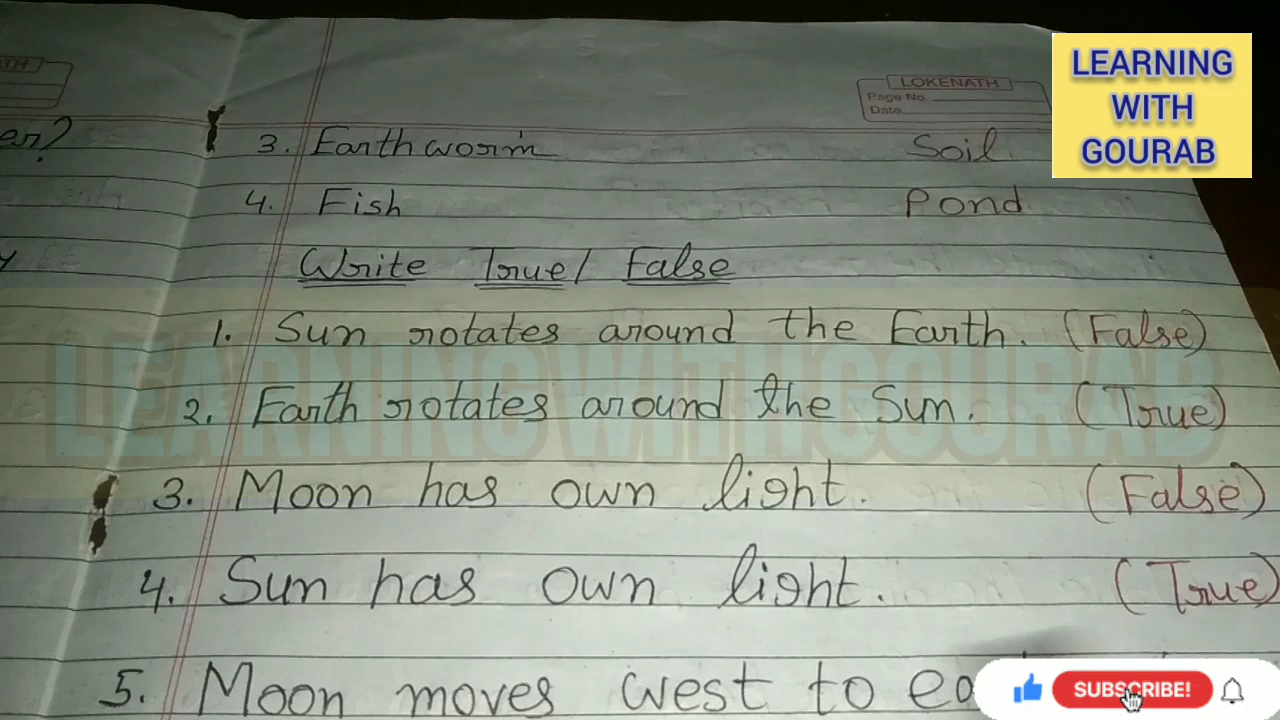 LEARNING
WITH
GOURAB
LOKENATH
Page No.
Date
er?
3. Earthworm Soil
4. Fish Pond
Write True/ False
1. Sun rotates around the Earth. (False)
2. Earth rotates around the Sun. (True)
LEARNINGWITHGOURAB
3. Moon has own light. (False)
4. Sun has own light. (True)
5. Moon moves west to
SUBSCRIBE!